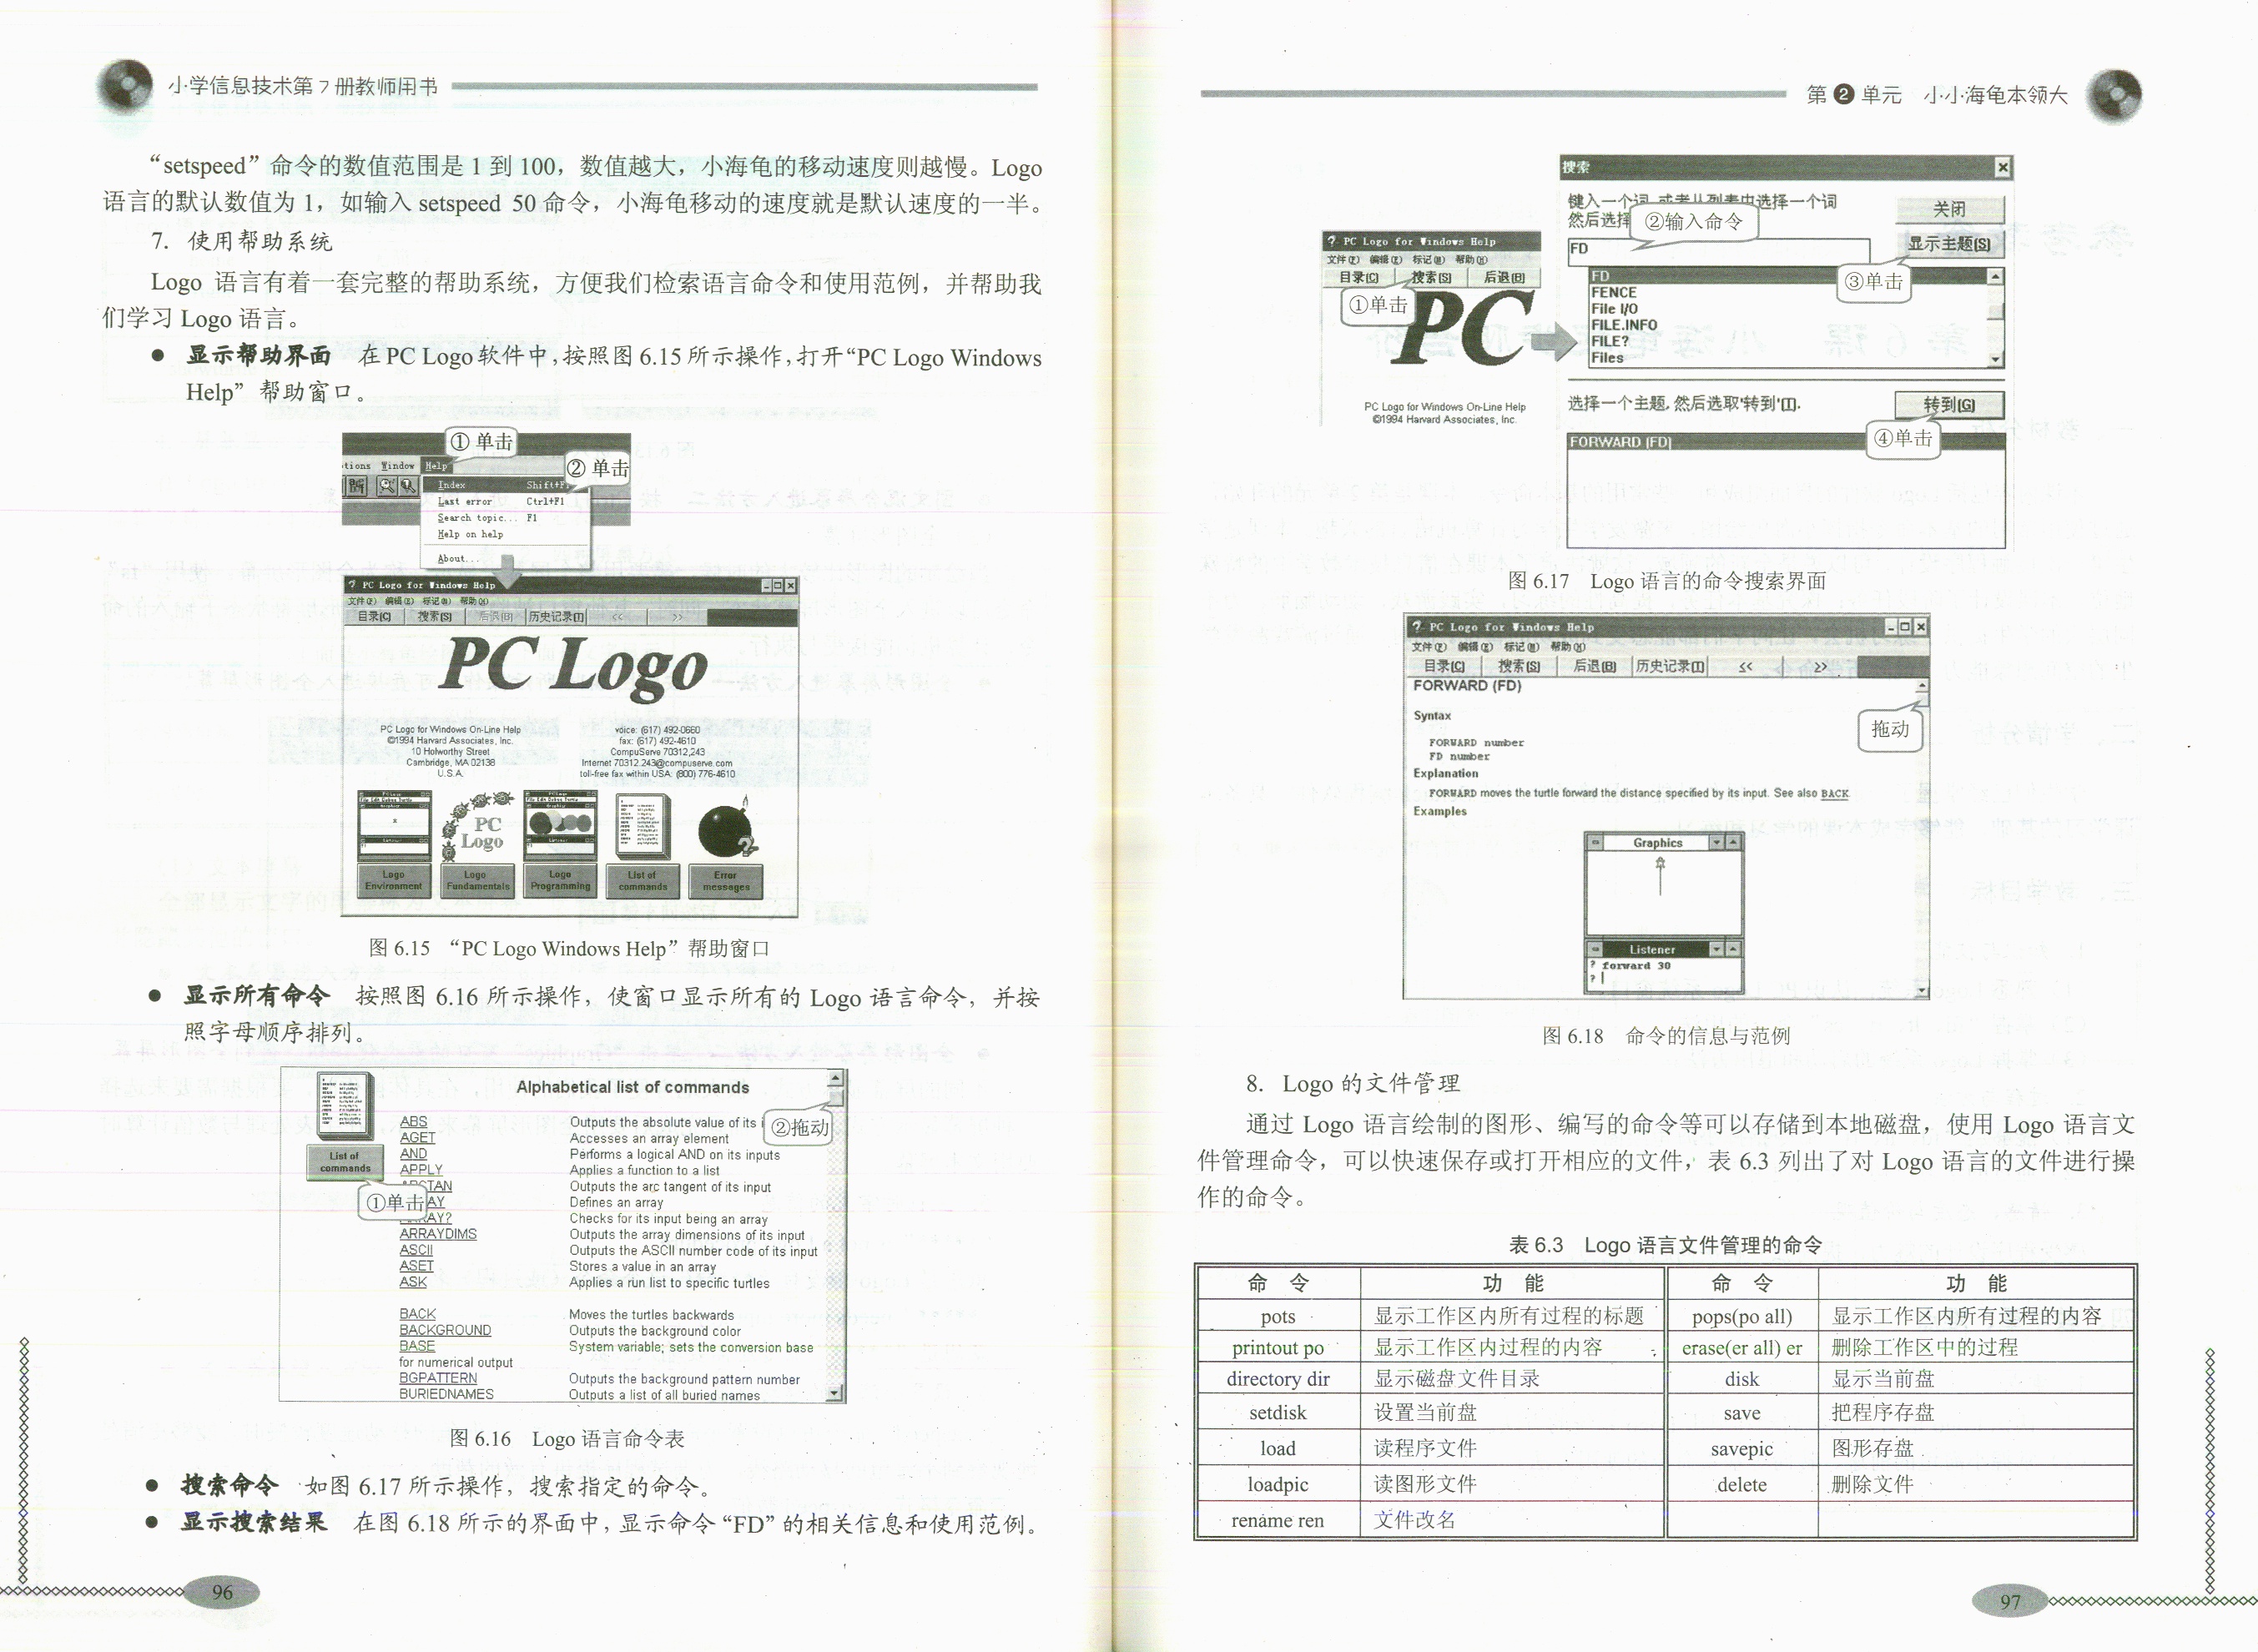 小学信息技术第7册教师用书
“setspeed”命令的数值范围是1到100，数值越大，小海龟的移动速度则越慢。Logo
语言的默认数值为1，如输入 setspeed 50命令，小海龟移动的速度就是默认速度的一半。
7. 使用帮助系统
Logo 语言有着一套完整的帮助系统，方便我们检索语言命令和使用范例，并帮助我
们学习 Logo 语言。
● 显示帮助界面 在PC Logo软件中，按照图6.15所示操作，打开“PC Logo Windows
Help”帮助窗口。
①单击
tions Window Help
②单击
Index Shift+F1
Last error Ctrl+F1
Search topic... F1
Help on help
About...
PC Logo for Windows Help
文件(F) 编辑(E) 标记(M) 帮助(H)
目录[C] 搜索[S] 后退[B] 历史记录[T] << >>
PC Logo
PC Logo for Windows On-Line Help
©1994 Harvard Associates, Inc.
10 Holworthy Street
Cambridge, MA 02138
U.S.A.
voice: (617) 492-0660
fax: (617) 492-4610
CompuServe 70312,243
Internet 70312.243@compuserve.com
toll-free fax within USA: (800) 776-4610
PC
Logo
Logo Environment
Logo Fundamentals
Logo Programming
List of commands
Error messages
图 6.15 “PC Logo Windows Help”帮助窗口
● 显示所有命令 按照图 6.16 所示操作，使窗口显示所有的 Logo 语言命令，并按
照字母顺序排列。
Alphabetical list of commands
List of commands
①单击
②拖动
ABS Outputs the absolute value of its
AGET Accesses an array element
AND Performs a logical AND on its inputs
APPLY Applies a function to a list
TAN Outputs the arc tangent of its input
AY Defines an array
AY? Checks for its input being an array
ARRAYDIMS Outputs the array dimensions of its input
ASCII Outputs the ASCII number code of its input
ASET Stores a value in an array
ASK Applies a run list to specific turtles
BACK Moves the turtles backwards
BACKGROUND Outputs the background color
BASE System variable; sets the conversion base
for numerical output
BGPATTERN Outputs the background pattern number
BURIEDNAMES Outputs a list of all buried names
图 6.16 Logo 语言命令表
● 搜索命令 如图 6.17 所示操作，搜索指定的命令。
● 显示搜索结果 在图 6.18 所示的界面中，显示命令“FD”的相关信息和使用范例。
96
第2单元 小小海龟本领大
PC Logo for Windows Help
文件(F) 编辑(E) 标记(M) 帮助(H)
目录[C] 搜索[S] 后退[B]
①单击
PC
PC Logo for Windows On-Line Help
©1994 Harvard Associates, Inc.
搜索
键入一个词,或者从列表中选择一个词
然后选择
②输入命令
关闭
显示主题[S]
③单击
FD
FD
FENCE
File I/O
FILE.INFO
FILE?
Files
选择一个主题,然后选取'转到'[T].
转到[G]
④单击
FORWARD (FD)
图 6.17 Logo 语言的命令搜索界面
PC Logo for Windows Help
文件(F) 编辑(E) 标记(M) 帮助(H)
目录[C] 搜索[S] 后退[B] 历史记录[T] << >>
FORWARD (FD)
拖动
Syntax
FORWARD number
FD number
Explanation
FORWARD moves the turtle forward the distance specified by its input. See also BACK.
Examples
Graphics
Listener
? forward 30
?
图 6.18 命令的信息与范例
8. Logo 的文件管理
通过 Logo 语言绘制的图形、编写的命令等可以存储到本地磁盘，使用 Logo 语言文
件管理命令，可以快速保存或打开相应的文件，表 6.3 列出了对 Logo 语言的文件进行操
作的命令。
表 6.3 Logo 语言文件管理的命令
命 令 功 能 命 令 功 能
pots 显示工作区内所有过程的标题 pops(po all) 显示工作区内所有过程的内容
printout po 显示工作区内过程的内容 erase(er all) er 删除工作区中的过程
directory dir 显示磁盘文件目录 disk 显示当前盘
setdisk 设置当前盘 save 把程序存盘
load 读程序文件 savepic 图形存盘
loadpic 读图形文件 delete 删除文件
rename ren 文件改名
97